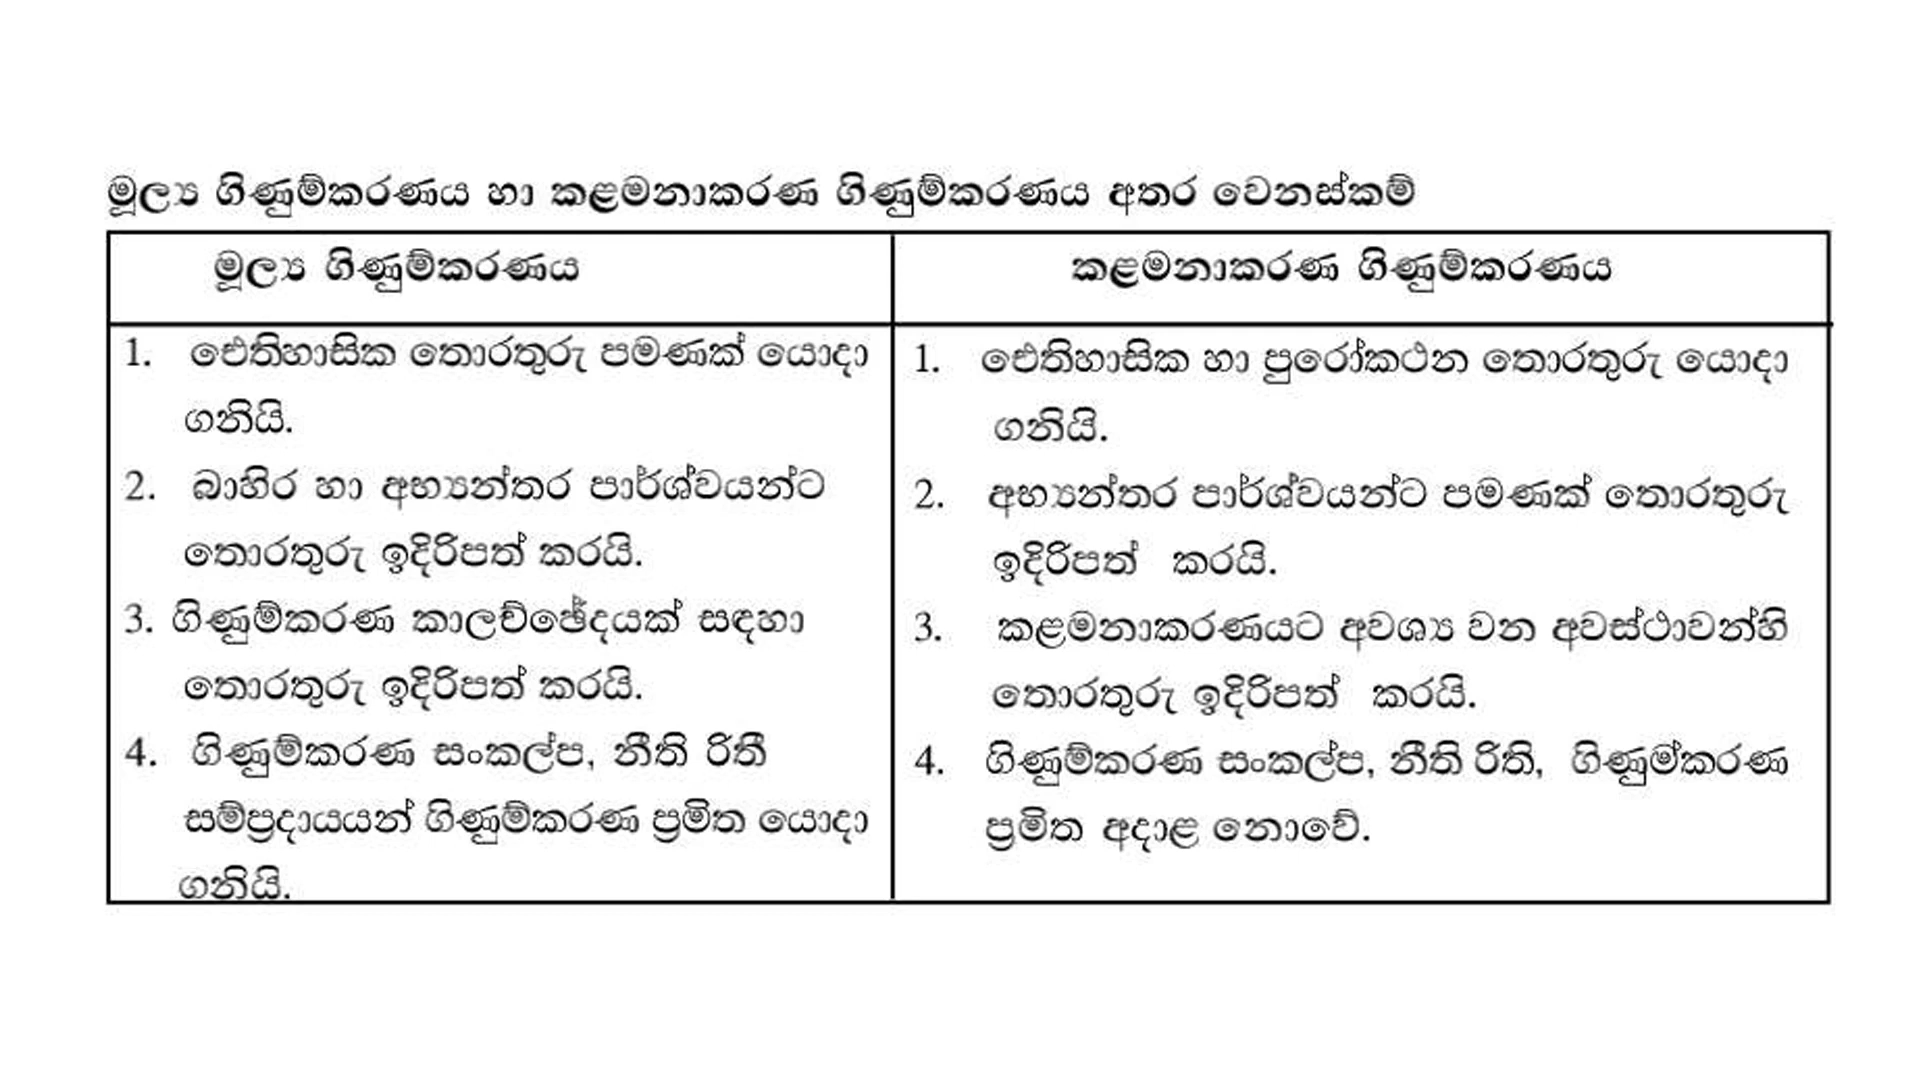 මූල්‍ය ගිණුම්කරණය හා කළමනාකරණ ගිණුම්කරණය අතර වෙනස්කම්
මූල්‍ය ගිණුම්කරණය
1. ඓතිහාසික තොරතුරු පමණක් යොදා
ගනියි.
2. බාහිර හා අභ්‍යන්තර පාර්ශ්වයන්ට
තොරතුරු ඉදිරිපත් කරයි.
3. ගිණුම්කරණ කාලච්ඡේදයක් සඳහා
තොරතුරු ඉදිරිපත් කරයි.
4. ගිණුම්කරණ සංකල්ප, නීති රිතී
සම්ප්‍රදායයන් ගිණුම්කරණ ප්‍රමිත යොදා
ගනියි.
කළමනාකරණ ගිණුම්කරණය
1. ඓතිහාසික හා පුරෝකථන තොරතුරු යොදා
ගනියි.
2. අභ්‍යන්තර පාර්ශ්වයන්ට පමණක් තොරතුරු
ඉදිරිපත් කරයි.
3. කළමනාකරණයට අවශ්‍ය වන අවස්ථාවන්හි
තොරතුරු ඉදිරිපත් කරයි.
4. ගිණුම්කරණ සංකල්ප, නීති රිති, ගිණුම්කරණ
ප්‍රමිත අදාළ නොවේ.